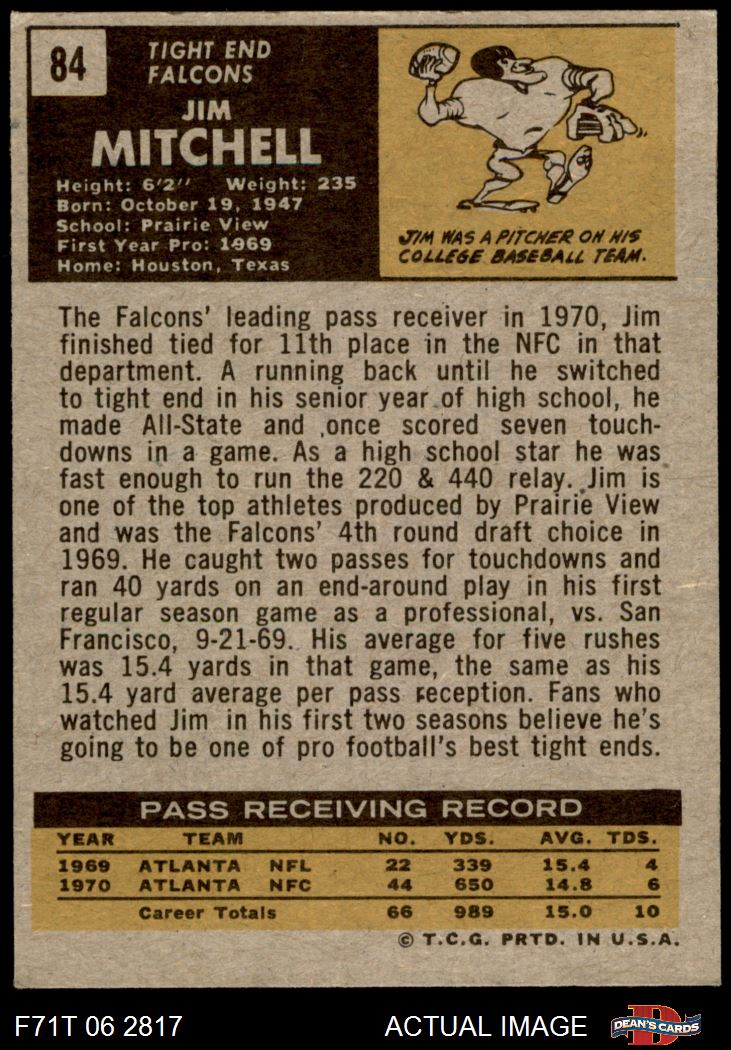 84
TIGHT END
FALCONS
JIM
MITCHELL
Height: 6'2'' Weight: 235
Born: October 19, 1947
School: Prairie View
First Year Pro: 1969
Home: Houston, Texas
JIM WAS A PITCHER ON HIS
COLLEGE BASEBALL TEAM.
The Falcons' leading pass receiver in 1970, Jim
finished tied for 11th place in the NFC in that
department. A running back until he switched
to tight end in his senior year of high school, he
made All-State and once scored seven touch-
downs in a game. As a high school star he was
fast enough to run the 220 & 440 relay. Jim is
one of the top athletes produced by Prairie View
and was the Falcons' 4th round draft choice in
1969. He caught two passes for touchdowns and
ran 40 yards on an end-around play in his first
regular season game as a professional, vs. San
Francisco, 9-21-69. His average for five rushes
was 15.4 yards in that game, the same as his
15.4 yard average per pass reception. Fans who
watched Jim in his first two seasons believe he's
going to be one of pro football's best tight ends.
PASS RECEIVING RECORD
YEAR TEAM NO. YDS. AVG. TDS.
1969 ATLANTA NFL 22 339 15.4 4
1970 ATLANTA NFC 44 650 14.8 6
Career Totals 66 989 15.0 10
© T.C.G. PRTD. IN U.S.A.
F71T 06 2817 ACTUAL IMAGE D DEAN'S CARDS